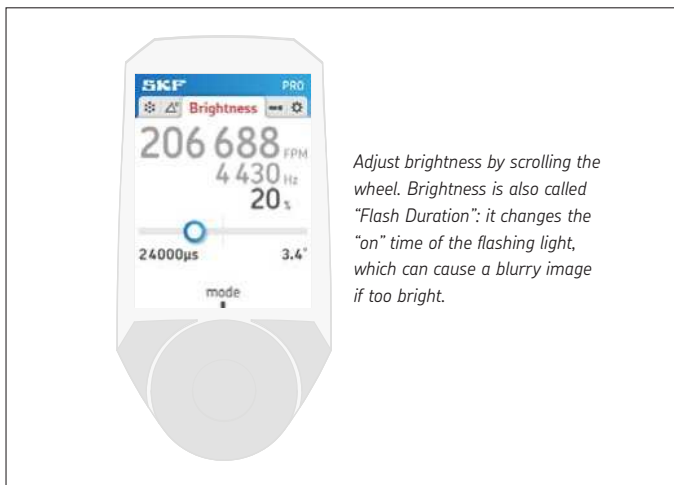 SKF PRO
Brightness
206 688 FPM
4 430 Hz
20 %
24000µs 3.4°
mode
Adjust brightness by scrolling the
wheel. Brightness is also called
“Flash Duration”: it changes the
“on” time of the flashing light,
which can cause a blurry image
if too bright.